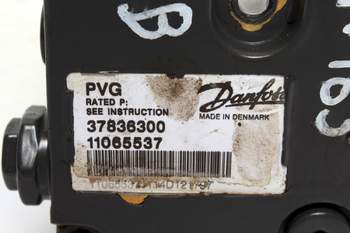 B
PVG
RATED P:
SEE INSTRUCTION
Danfoss
MADE IN DENMARK
37836300
11065537